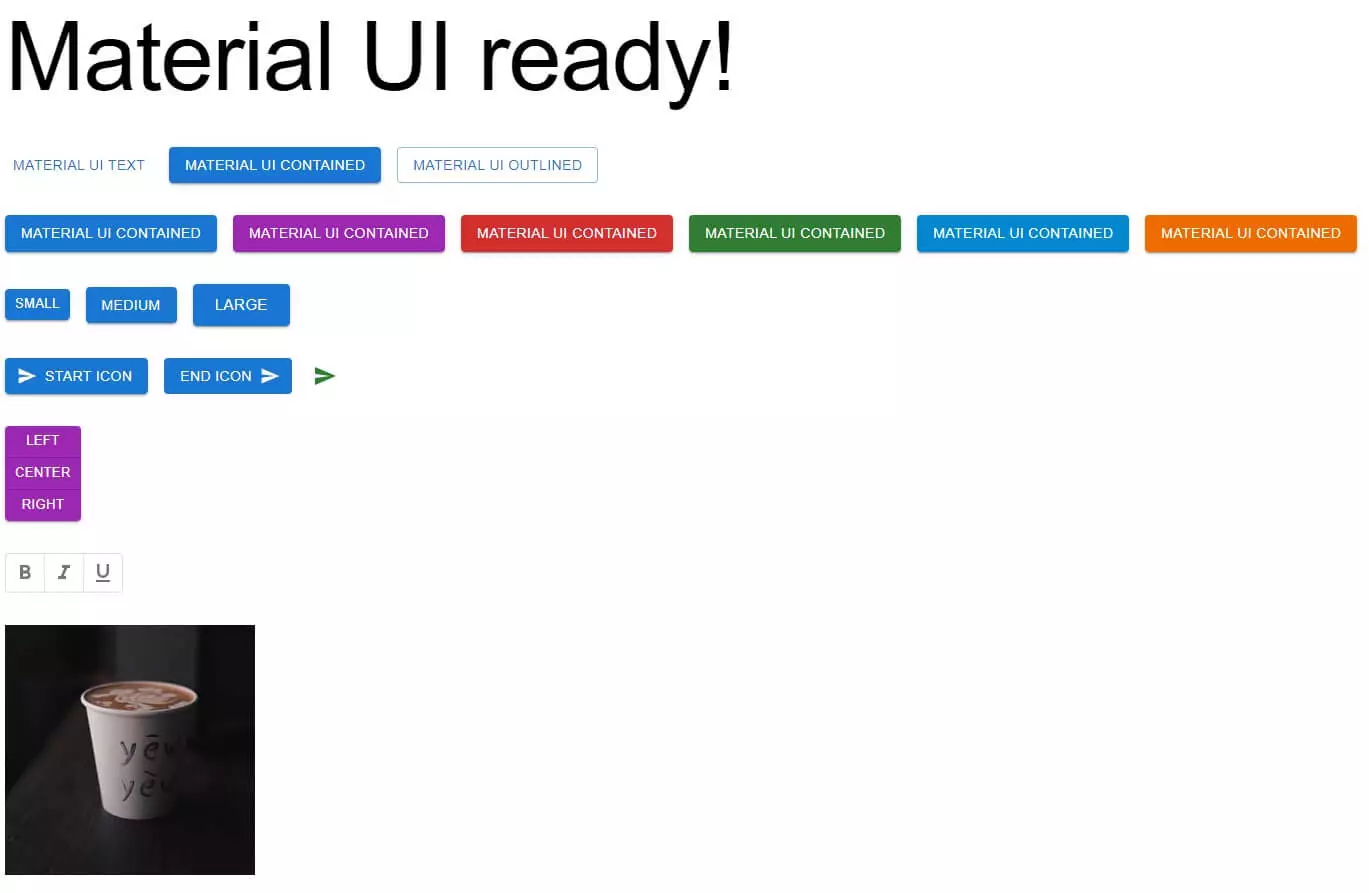 Material UI ready!
MATERIAL UI TEXT MATERIAL UI CONTAINED MATERIAL UI OUTLINED
MATERIAL UI CONTAINED MATERIAL UI CONTAINED MATERIAL UI CONTAINED MATERIAL UI CONTAINED MATERIAL UI CONTAINED MATERIAL UI CONTAINED
SMALL MEDIUM LARGE
START ICON END ICON
LEFT
CENTER
RIGHT
B I U